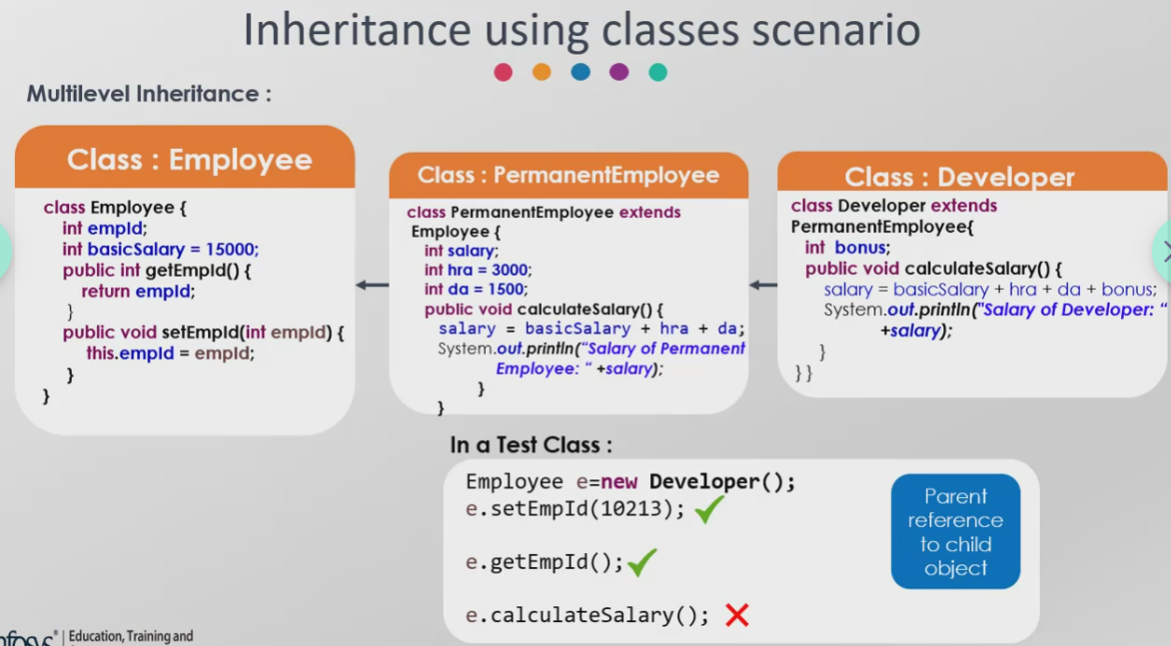 Inheritance using classes scenario
Multilevel Inheritance :
Class : Employee
class Employee {
int empId;
int basicSalary = 15000;
public int getEmpId() {
return empId;
}
public void setEmpId(int empId) {
this.empId = empId;
}
}
Class : PermanentEmployee
class PermanentEmployee extends
Employee {
int salary;
int hra = 3000;
int da = 1500;
public void calculateSalary() {
salary = basicSalary + hra + da;
System.out.println("Salary of Permanent
Employee: " +salary);
}
}
Class : Developer
class Developer extends
PermanentEmployee{
int bonus;
public void calculateSalary() {
salary = basicSalary + hra + da + bonus;
System.out.println("Salary of Developer: "
+salary);
}
}}
In a Test Class :
Employee e=new Developer();
e.setEmpId(10213);
e.getEmpId();
e.calculateSalary();
Parent
reference
to child
object
Education, Training and